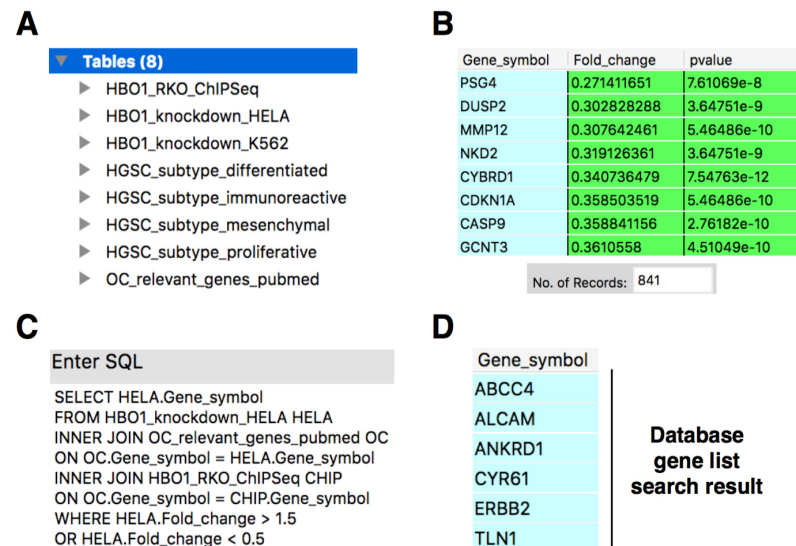 A
Tables (8)
HBO1_RKO_ChIPSeq
HBO1_knockdown_HELA
HBO1_knockdown_K562
HGSC_subtype_differentiated
HGSC_subtype_immunoreactive
HGSC_subtype_mesenchymal
HGSC_subtype_proliferative
OC_relevant_genes_pubmed
B
Gene_symbol Fold_change pvalue
PSG4 0.271411651 7.61069e-8
DUSP2 0.302828288 3.64751e-9
MMP12 0.307642461 5.46486e-10
NKD2 0.319126361 3.64751e-9
CYBRD1 0.340736479 7.54763e-12
CDKN1A 0.358503519 5.46486e-10
CASP9 0.358841156 2.76182e-10
GCNT3 0.3610558 4.51049e-10
No. of Records: 841
C
Enter SQL
SELECT HELA.Gene_symbol
FROM HBO1_knockdown_HELA HELA
INNER JOIN OC_relevant_genes_pubmed OC
ON OC.Gene_symbol = HELA.Gene_symbol
INNER JOIN HBO1_RKO_ChIPSeq CHIP
ON OC.Gene_symbol = CHIP.Gene_symbol
WHERE HELA.Fold_change > 1.5
OR HELA.Fold_change < 0.5
D
Gene_symbol
ABCC4
ALCAM
ANKRD1
CYR61
ERBB2
TLN1
Database
gene list
search result